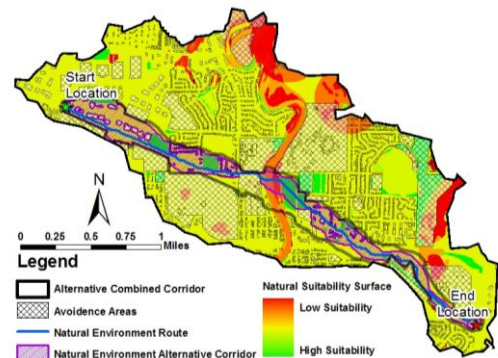 Start
Location
N
0 0.25 0.5 0.75 1
Miles
Legend
Alternative Combined Corridor
Avoidence Areas
Natural Environment Route
Natural Environment Alternative Corridor
Natural Suitability Surface
Low Suitability
High Suitability
End
Location